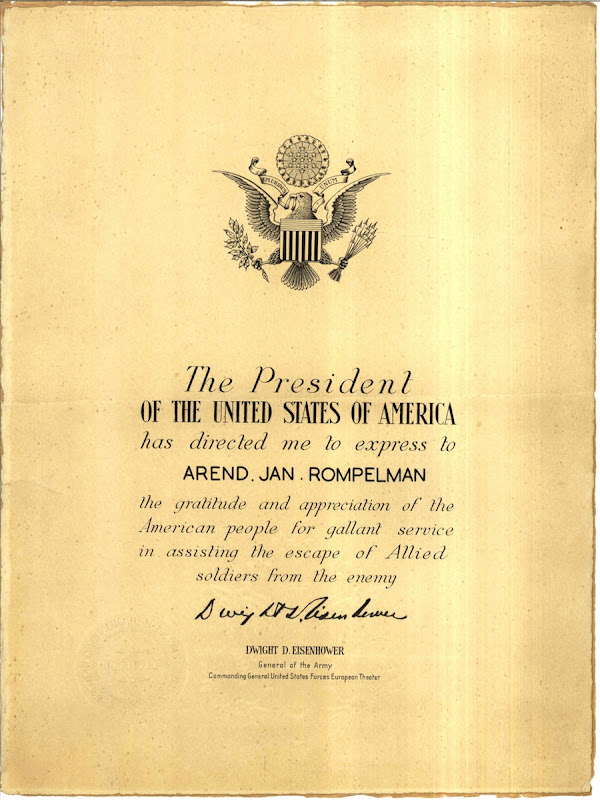 PLURIBUS UNUM
The President
OF THE UNITED STATES OF AMERICA
has directed me to express to
AREND. JAN. ROMPELMAN
the gratitude and appreciation of the
American people for gallant service
in assisting the escape of Allied
soldiers from the enemy
Dwight D. Eisenhower
DWIGHT D. EISENHOWER
General of the Army
Commanding General United States Forces European Theater